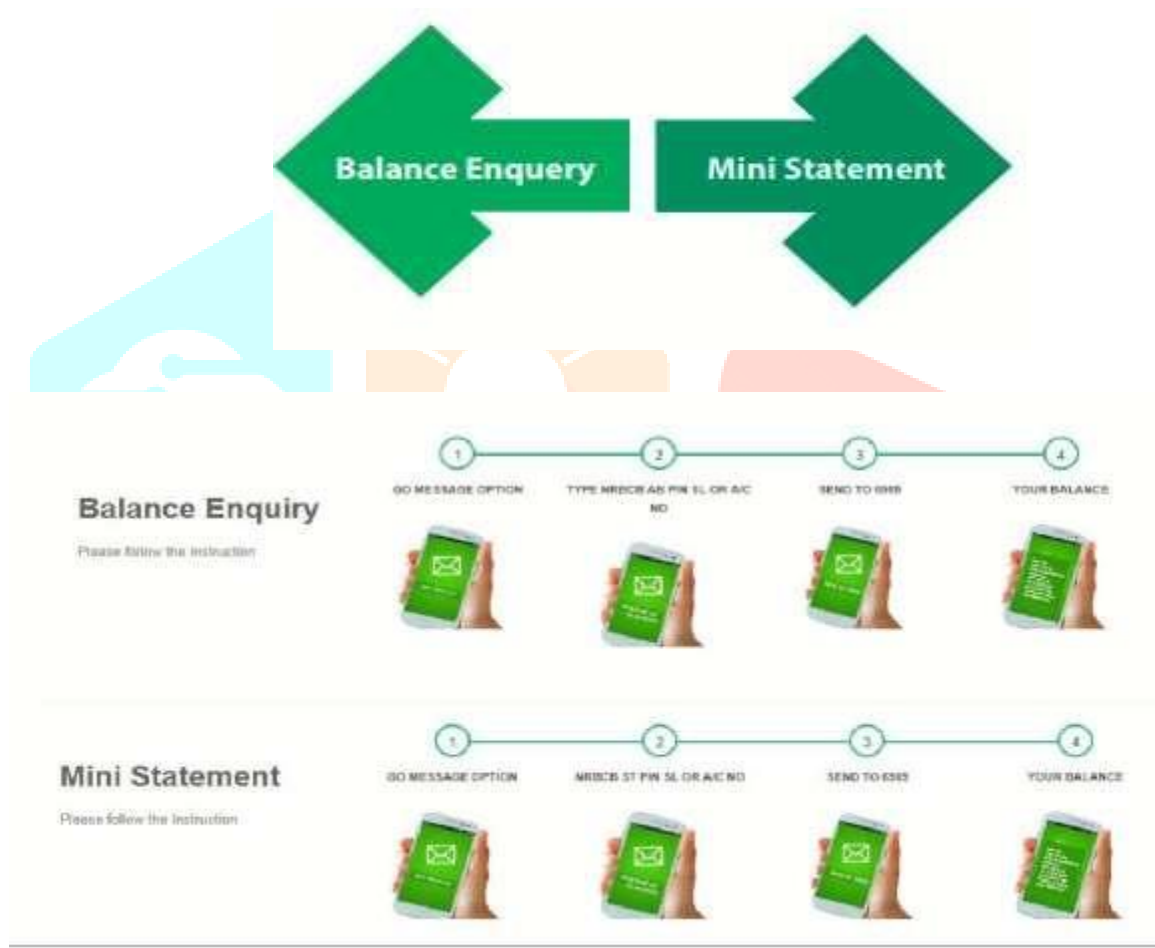 Balance Enquery
Mini Statement
1
2
3
4
GO MESSAGE OPTION
TYPE NRBCB AB PIN SL OR A/C
NO
SEND TO 6969
YOUR BALANCE
Balance Enquiry
Please follow the Instruction
1
2
3
4
GO MESSAGE OPTION
NRBCB ST PIN SL OR A/C NO
SEND TO 6969
YOUR BALANCE
Mini Statement
Please follow the Instruction